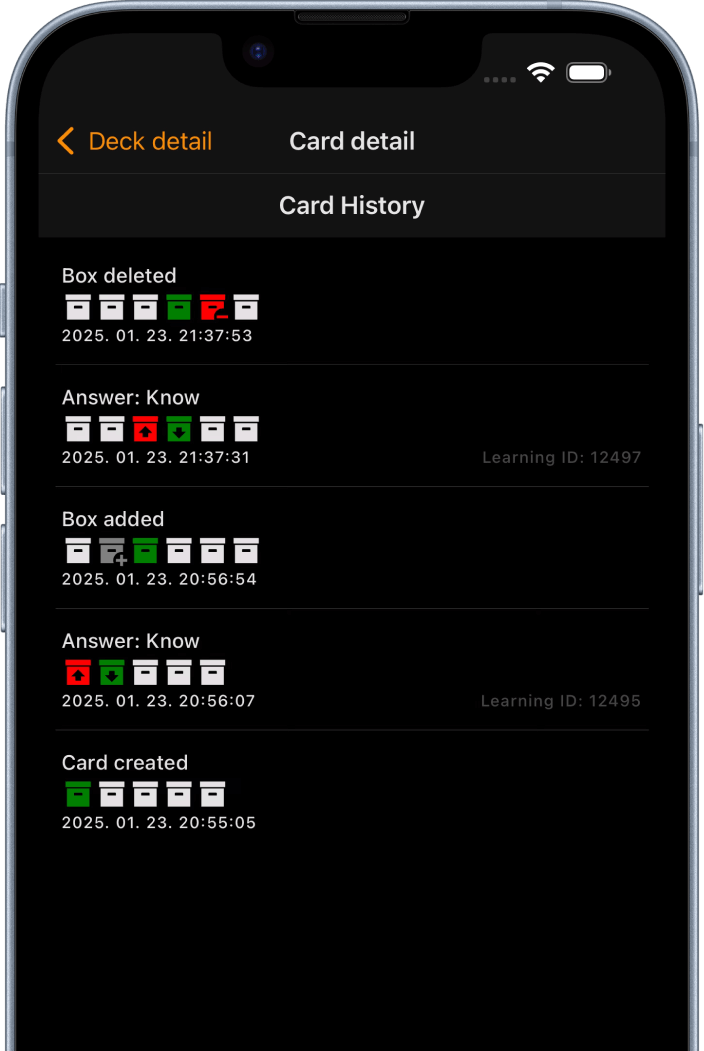 Deck detail
Card detail
Card History
Box deleted
2025. 01. 23. 21:37:53
Answer: Know
2025. 01. 23. 21:37:31
Learning ID: 12497
Box added
2025. 01. 23. 20:56:54
Answer: Know
2025. 01. 23. 20:56:07
Learning ID: 12495
Card created
2025. 01. 23. 20:55:05